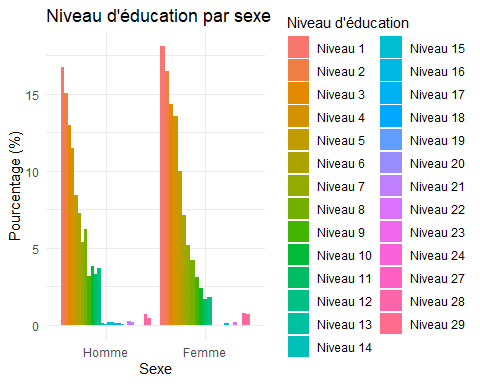 Niveau d'éducation par sexe
Pourcentage (%)
15
10
5
0
Homme
Femme
Sexe
Niveau d'éducation
Niveau 1
Niveau 2
Niveau 3
Niveau 4
Niveau 5
Niveau 6
Niveau 7
Niveau 8
Niveau 9
Niveau 10
Niveau 11
Niveau 12
Niveau 13
Niveau 14
Niveau 15
Niveau 16
Niveau 17
Niveau 18
Niveau 19
Niveau 20
Niveau 21
Niveau 22
Niveau 23
Niveau 24
Niveau 27
Niveau 28
Niveau 29